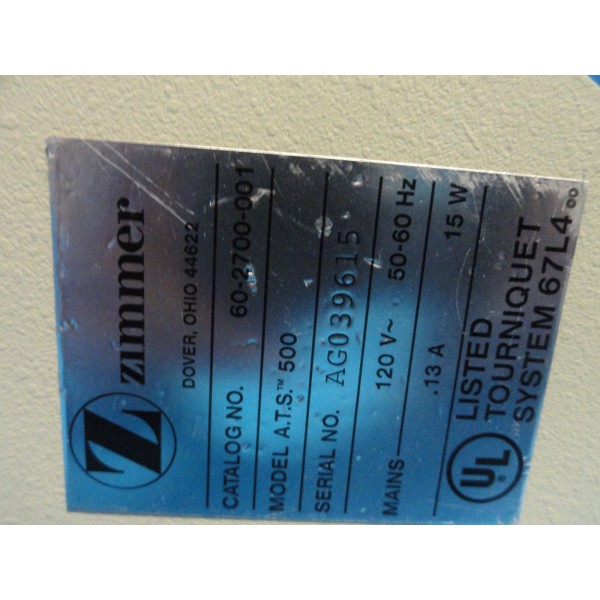 Z zimmer
DOVER, OHIO 44622
CATALOG NO. 60-2700-001
MODEL A.T.S.™ 500
SERIAL NO. AG039615
MAINS 120 V~ 50-60 Hz
.13 A 15 W
UL ® LISTED
TOURNIQUET
SYSTEM 67L4